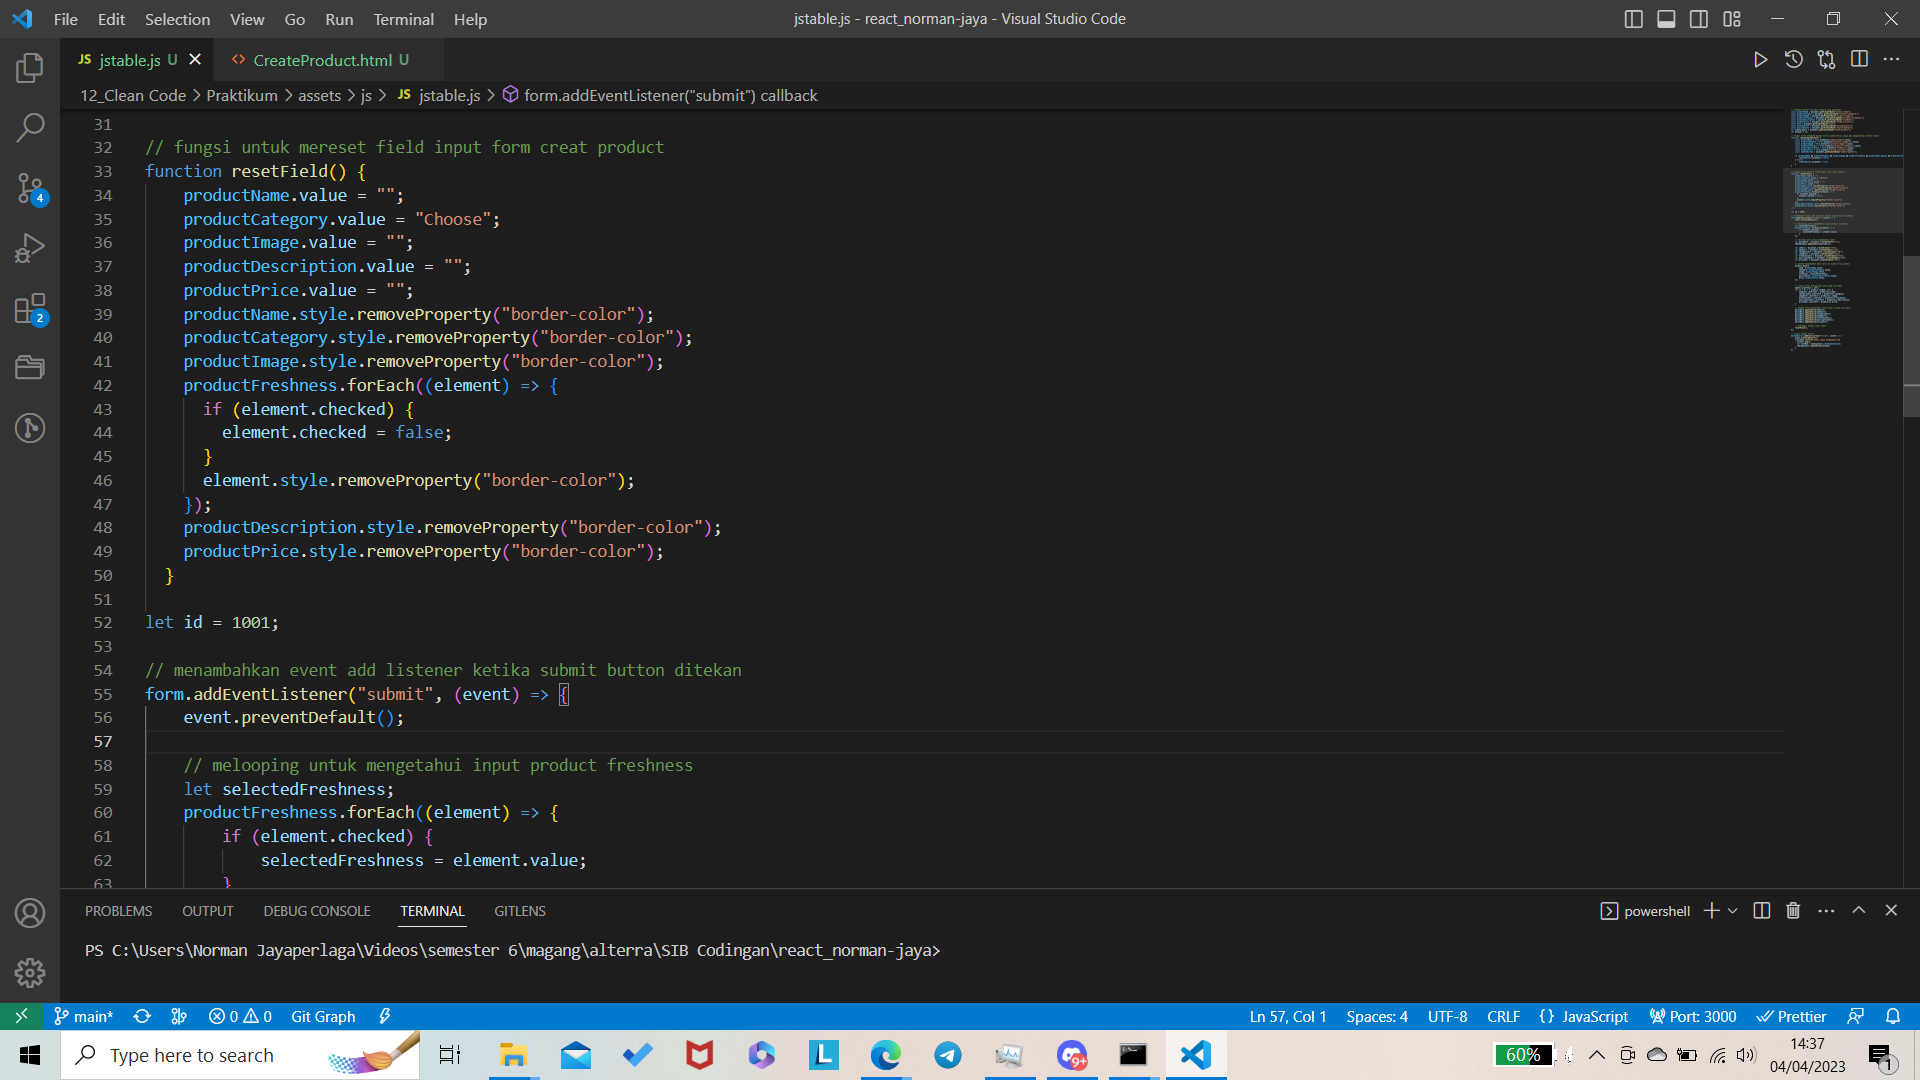 File Edit Selection View Go Run Terminal Help
jstable.js - react_norman-jaya - Visual Studio Code
JS jstable.js U
<> CreateProduct.html U
12_Clean Code > Praktikum > assets > js > JS jstable.js > form.addEventListener("submit") callback
31
32 // fungsi untuk mereset field input form creat product
33 function resetField() {
34 productName.value = "";
35 productCategory.value = "Choose";
36 productImage.value = "";
37 productDescription.value = "";
38 productPrice.value = "";
39 productName.style.removeProperty("border-color");
40 productCategory.style.removeProperty("border-color");
41 productImage.style.removeProperty("border-color");
42 productFreshness.forEach((element) => {
43 if (element.checked) {
44 element.checked = false;
45 }
46 element.style.removeProperty("border-color");
47 });
48 productDescription.style.removeProperty("border-color");
49 productPrice.style.removeProperty("border-color");
50 }
51
52 let id = 1001;
53
54 // menambahkan event add listener ketika submit button ditekan
55 form.addEventListener("submit", (event) => {
56 event.preventDefault();
57
58 // melooping untuk mengetahui input product freshness
59 let selectedFreshness;
60 productFreshness.forEach((element) => {
61 if (element.checked) {
62 selectedFreshness = element.value;
63 }
4
2
PROBLEMS OUTPUT DEBUG CONSOLE TERMINAL GITLENS
powershell
PS C:\Users\Norman Jayaperlaga\Videos\semester 6\magang\alterra\SIB Codingan\react_norman-jaya>
main* 0 0 Git Graph
Ln 57, Col 1 Spaces: 4 UTF-8 CRLF {} JavaScript Port: 3000 Prettier
Type here to search
L
9+
60%
14:37
04/04/2023
1